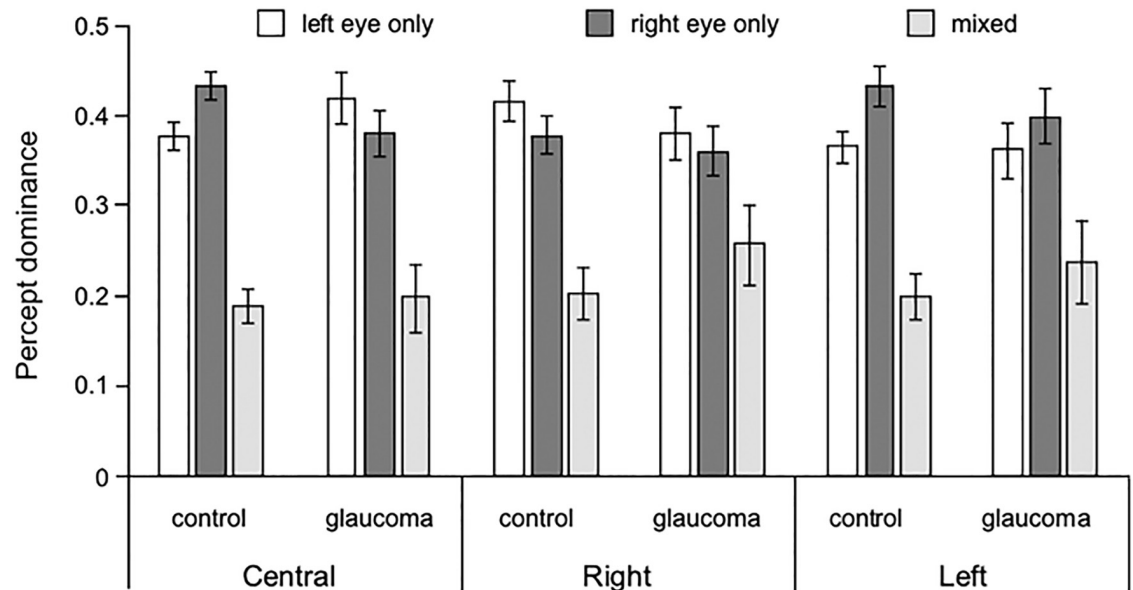 left eye only right eye only mixed
Percept dominance
0.5
0.4
0.3
0.2
0.1
0
control glaucoma control glaucoma control glaucoma
Central Right Left